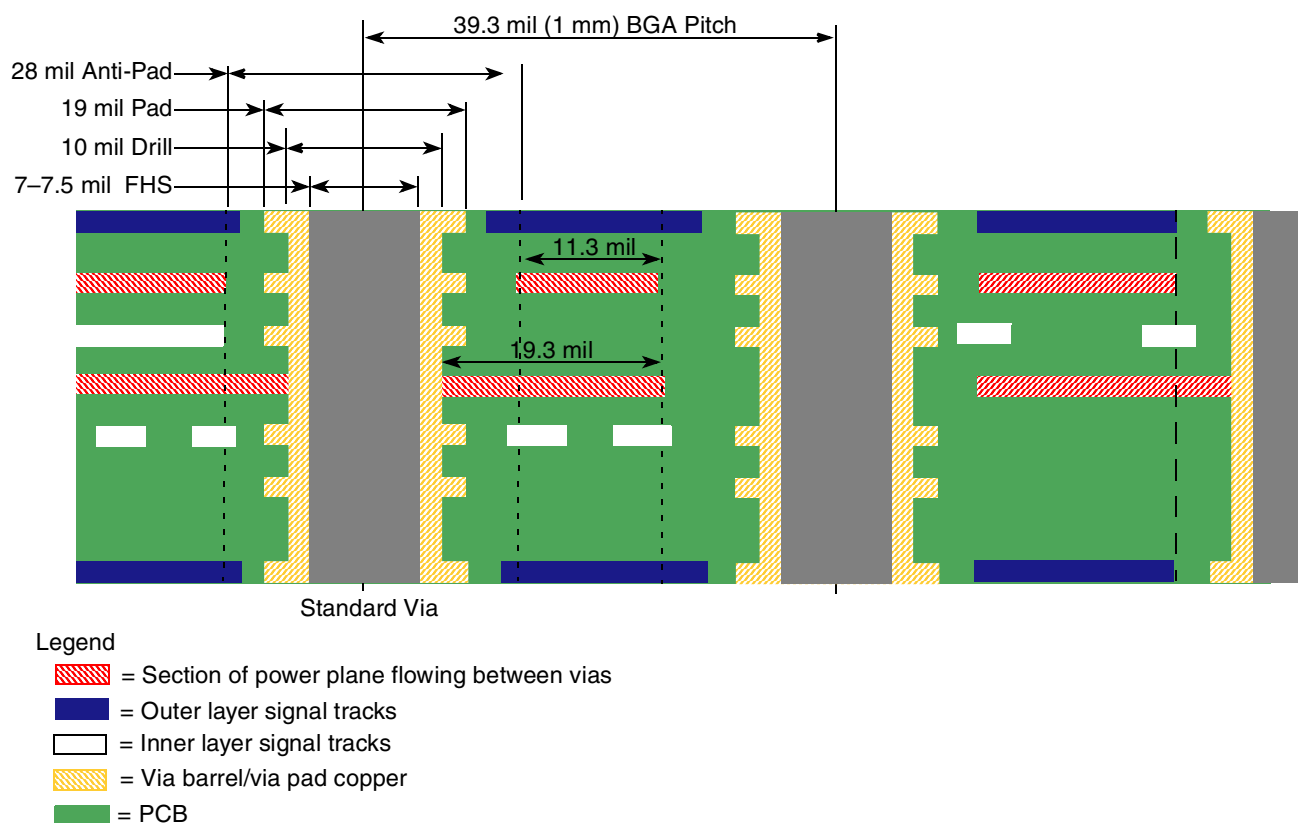 39.3 mil (1 mm) BGA Pitch
28 mil Anti-Pad
19 mil Pad
10 mil Drill
7–7.5 mil FHS
11.3 mil
19.3 mil
Standard Via
Legend
= Section of power plane flowing between vias
= Outer layer signal tracks
= Inner layer signal tracks
= Via barrel/via pad copper
= PCB